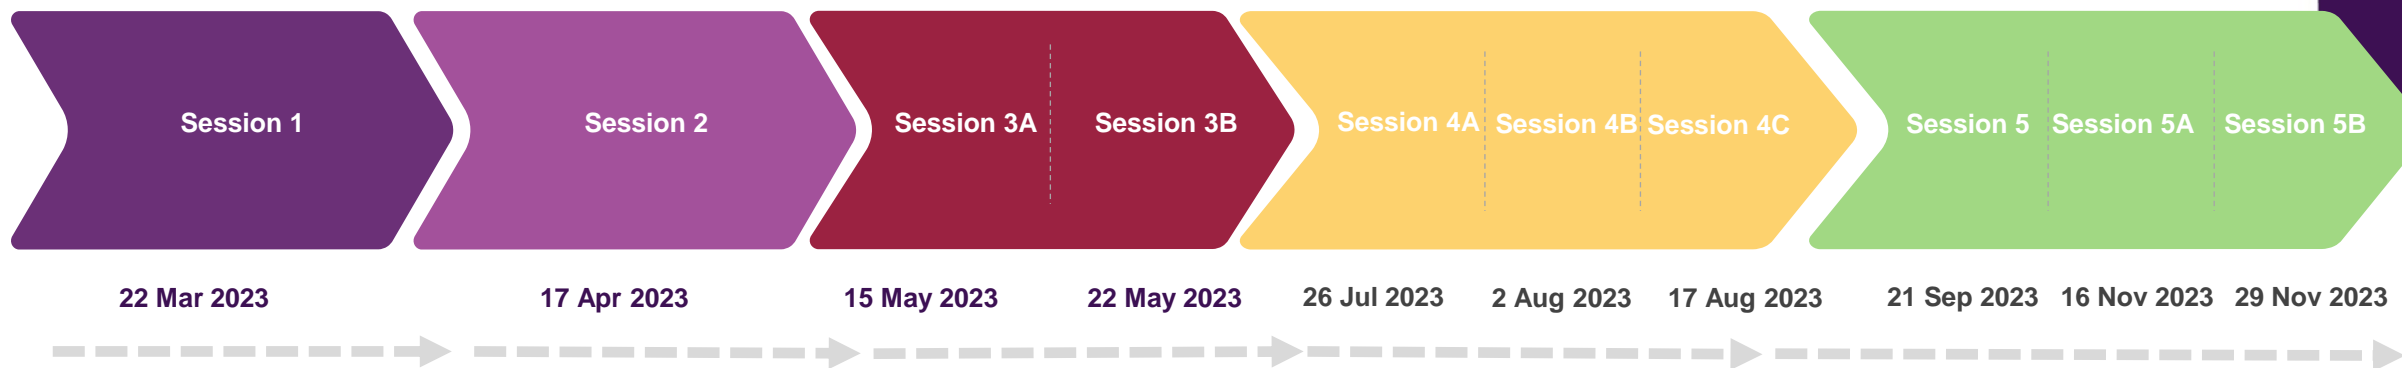 Session 1
Session 2
Session 3A
Session 3B
Session 4A
Session 4B
Session 4C
Session 5
Session 5A
Session 5B
22 Mar 2023
17 Apr 2023
15 May 2023
22 May 2023
26 Jul 2023
2 Aug 2023
17 Aug 2023
21 Sep 2023
16 Nov 2023
29 Nov 2023